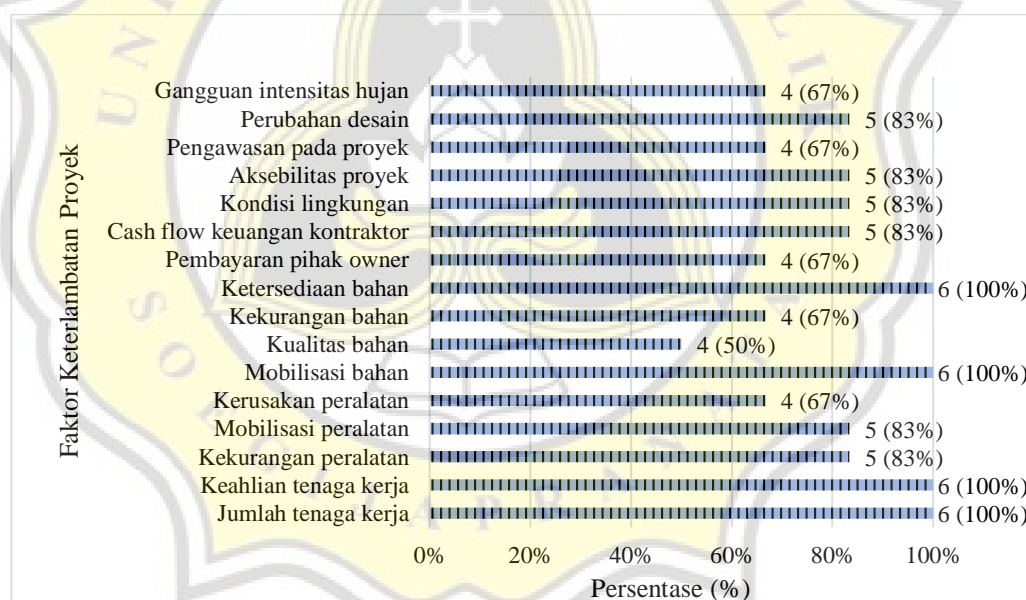 Faktor Keterlambatan Proyek
Gangguan intensitas hujan 4 (67%)
Perubahan desain 5 (83%)
Pengawasan pada proyek 4 (67%)
Aksebilitas proyek 5 (83%)
Kondisi lingkungan 5 (83%)
Cash flow keuangan kontraktor 5 (83%)
Pembayaran pihak owner 4 (67%)
Ketersediaan bahan 6 (100%)
Kekurangan bahan 4 (67%)
Kualitas bahan 4 (50%)
Mobilisasi bahan 6 (100%)
Kerusakan peralatan 4 (67%)
Mobilisasi peralatan 5 (83%)
Kekurangan peralatan 5 (83%)
Keahlian tenaga kerja 6 (100%)
Jumlah tenaga kerja 6 (100%)
0% 20% 40% 60% 80% 100%
Persentase (%)